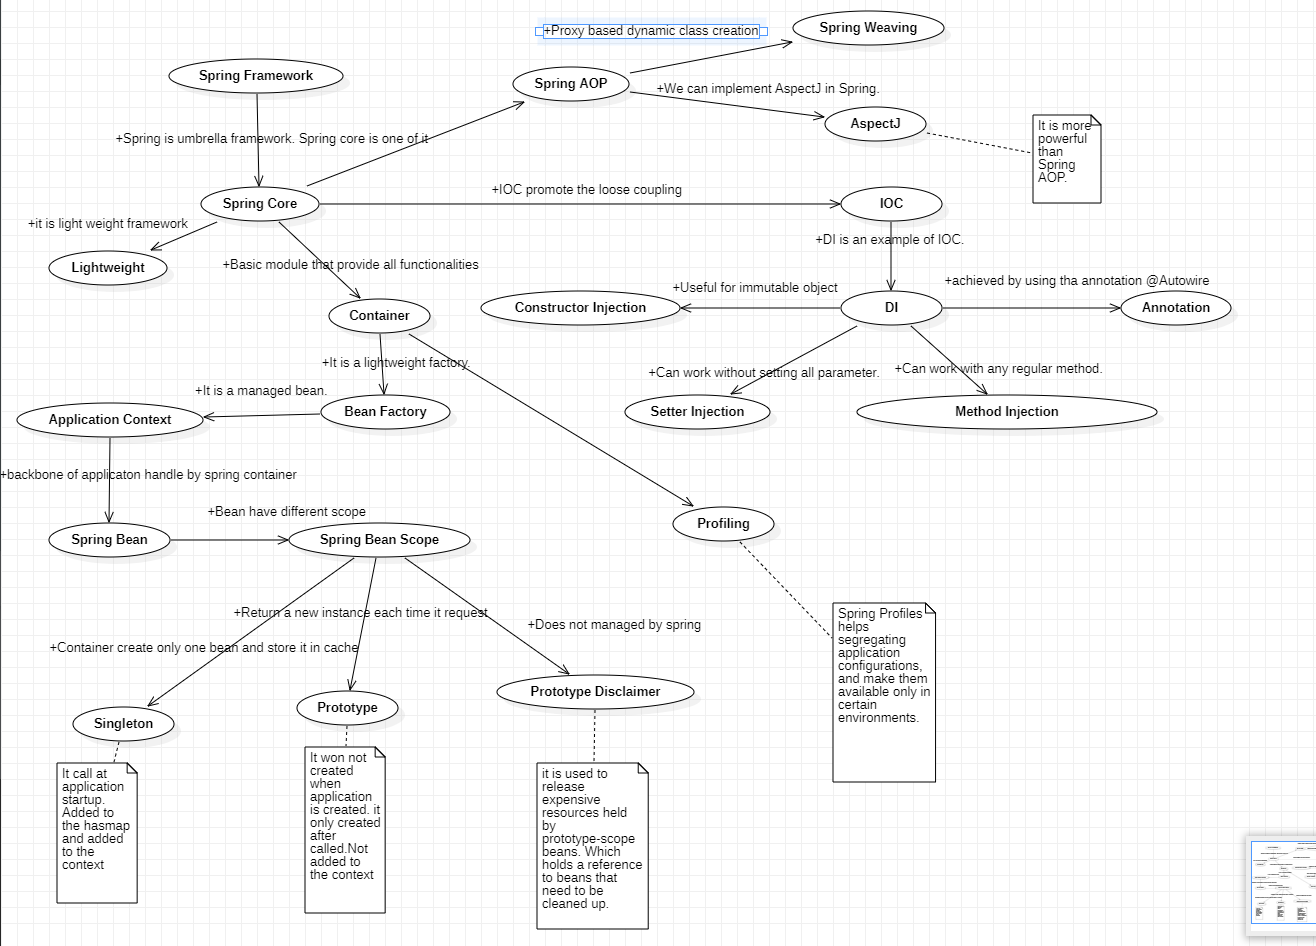 +Proxy based dynamic class creation
Spring Weaving
Spring Framework
Spring AOP
+We can implement AspectJ in Spring.
AspectJ
It is more
powerful
than
Spring
AOP.
+Spring is umbrella framework. Spring core is one of it
+IOC promote the loose coupling
Spring Core
IOC
+it is light weight framework
+DI is an example of IOC.
Lightweight
+Basic module that provide all functionalities
+Useful for immutable object
+achieved by using tha annotation @Autowire
Container
Constructor Injection
DI
Annotation
+It is a lightweight factory.
+Can work without setting all parameter.
+Can work with any regular method.
+It is a managed bean.
Application Context
Bean Factory
Setter Injection
Method Injection
+backbone of applicaton handle by spring container
+Bean have different scope
Profiling
Spring Bean
Spring Bean Scope
+Return a new instance each time it request
+Does not managed by spring
+Container create only one bean and store it in cache
Spring Profiles
helps
segregating
application
configurations,
and make them
available only in
certain
environments.
Singleton
Prototype
Prototype Disclaimer
It call at
application
startup.
Added to
the hasmap
and added
to the
context
It won not
created
when
application
is created. it
only created
after
called.Not
added to
the context
it is used to
release
expensive
resources held
by
prototype-scope
beans. Which
holds a reference
to beans that
need to be
cleaned up.